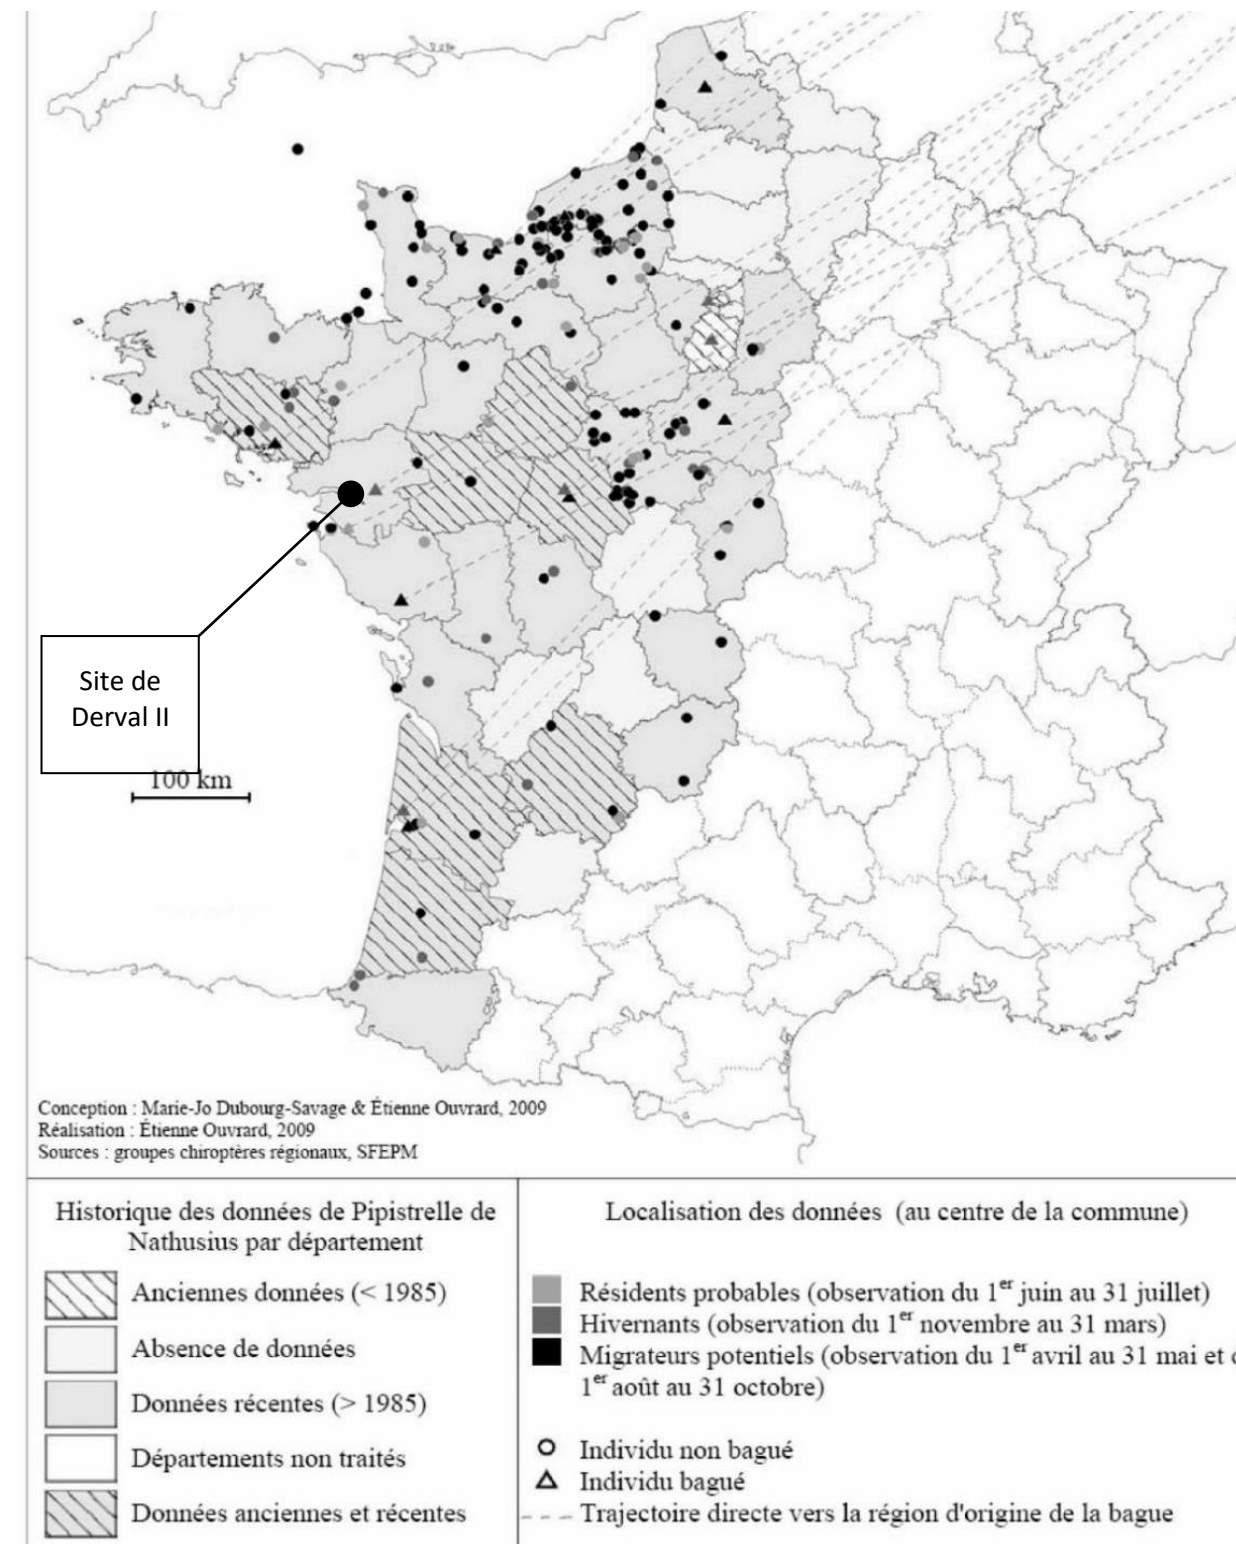 Site de
Derval II
100 km
Conception : Marie-Jo Dubourg-Savage & Étienne Ouvrard, 2009
Réalisation : Étienne Ouvrard, 2009
Sources : groupes chiroptères régionaux, SFEPM
Historique des données de Pipistrelle de
Nathusius par département
Anciennes données (< 1985)
Absence de données
Données récentes (> 1985)
Départements non traités
Données anciennes et récentes
Localisation des données (au centre de la commune)
Résidents probables (observation du 1er juin au 31 juillet)
Hivernants (observation du 1er novembre au 31 mars)
Migrateurs potentiels (observation du 1er avril au 31 mai et
1er août au 31 octobre)
Individu non bagué
Individu bagué
Trajectoire directe vers la région d'origine de la bague